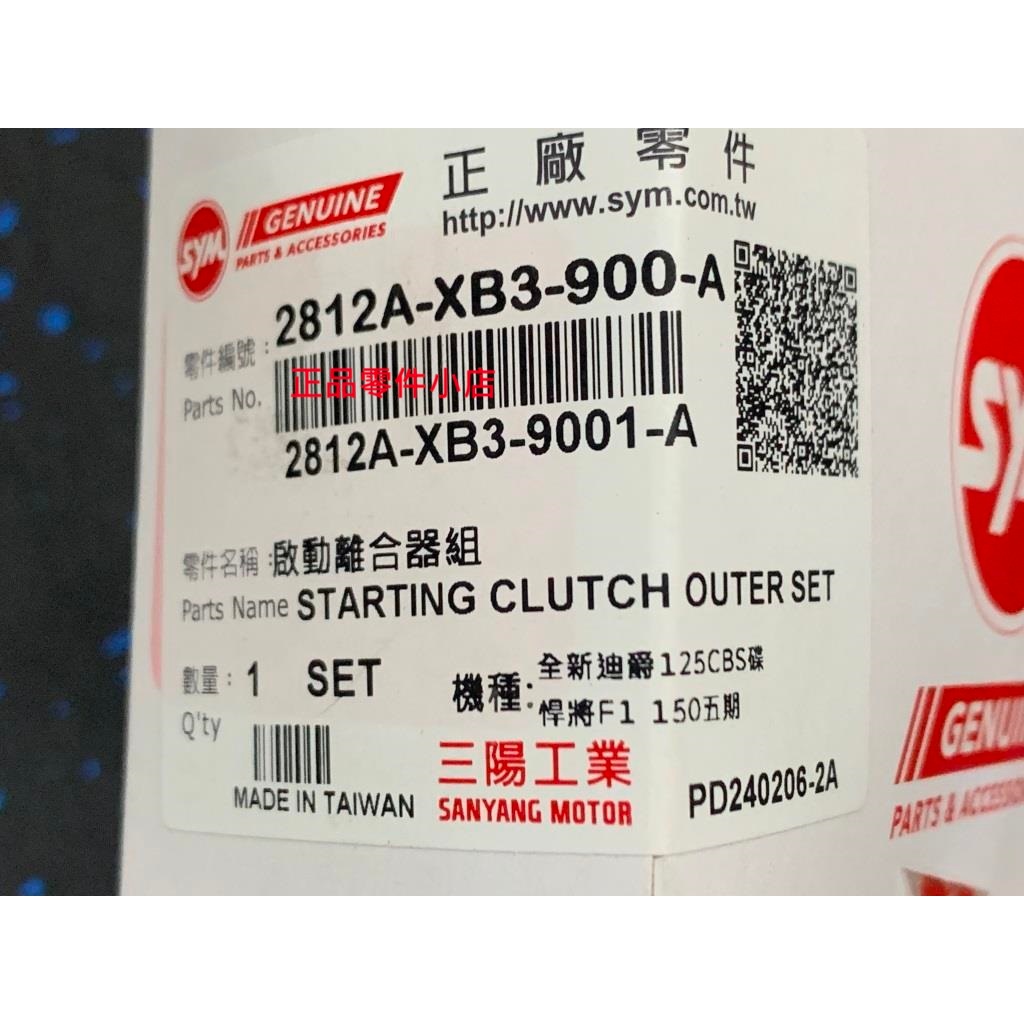 正廠零件
http://www.sym.com.tw
SYM
GENUINE
PARTS & ACCESSORIES
零件編號：
Parts No.
2812A-XB3-900-A
正品零件小店
2812A-XB3-9001-A
零件名稱：啟動離合器組
Parts Name STARTING CLUTCH OUTER SET
數量：1 SET
Q'ty
機種：全新迪爵125CBS碟
悍將F1 150五期
MADE IN TAIWAN
三陽工業
SANYANG MOTOR
PD240206-2A
SYM
GENUINE
PARTS & ACCESSORIES